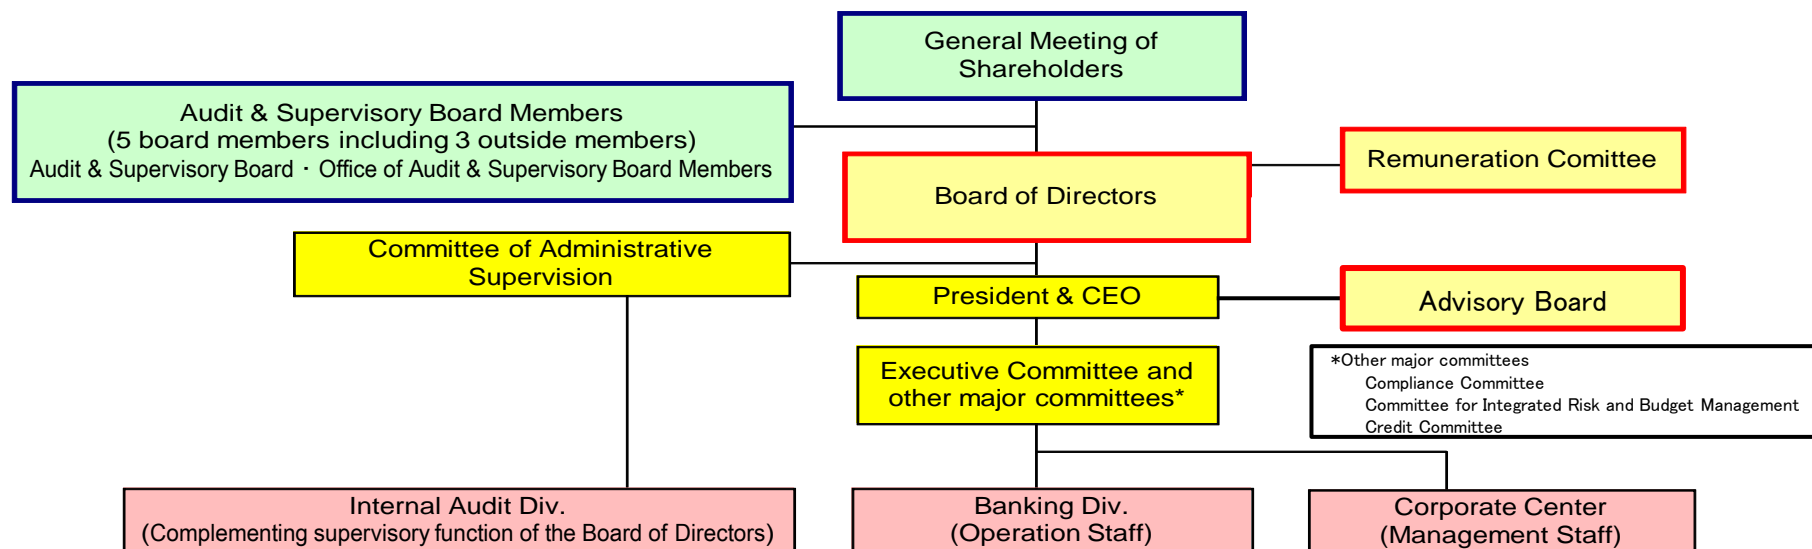 General Meeting of
Shareholders
Audit & Supervisory Board Members
(5 board members including 3 outside members)
Audit & Supervisory Board・Office of Audit & Supervisory Board Members
Remuneration Comittee
Board of Directors
Committee of Administrative
Supervision
President & CEO
Advisory Board
Executive Committee and
other major committees*
*Other major committees
Compliance Committee
Committee for Integrated Risk and Budget Management
Credit Committee
Internal Audit Div.
(Complementing supervisory function of the Board of Directors)
Banking Div.
(Operation Staff)
Corporate Center
(Management Staff)